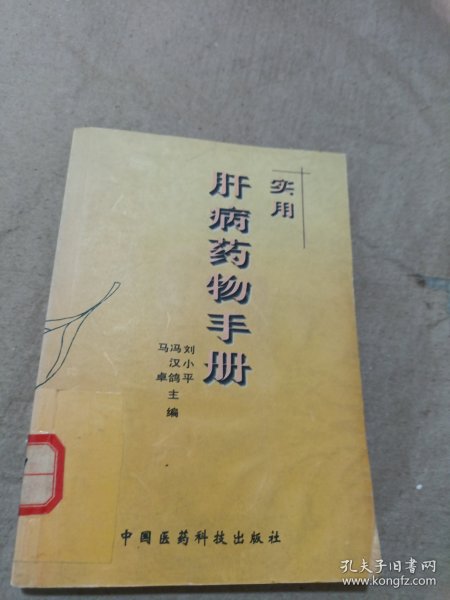 实用
肝病药物手册
刘小平
冯汉鸽
马卓
主编
中国医药科技出版社
孔夫子旧书网
www.kongfz.com